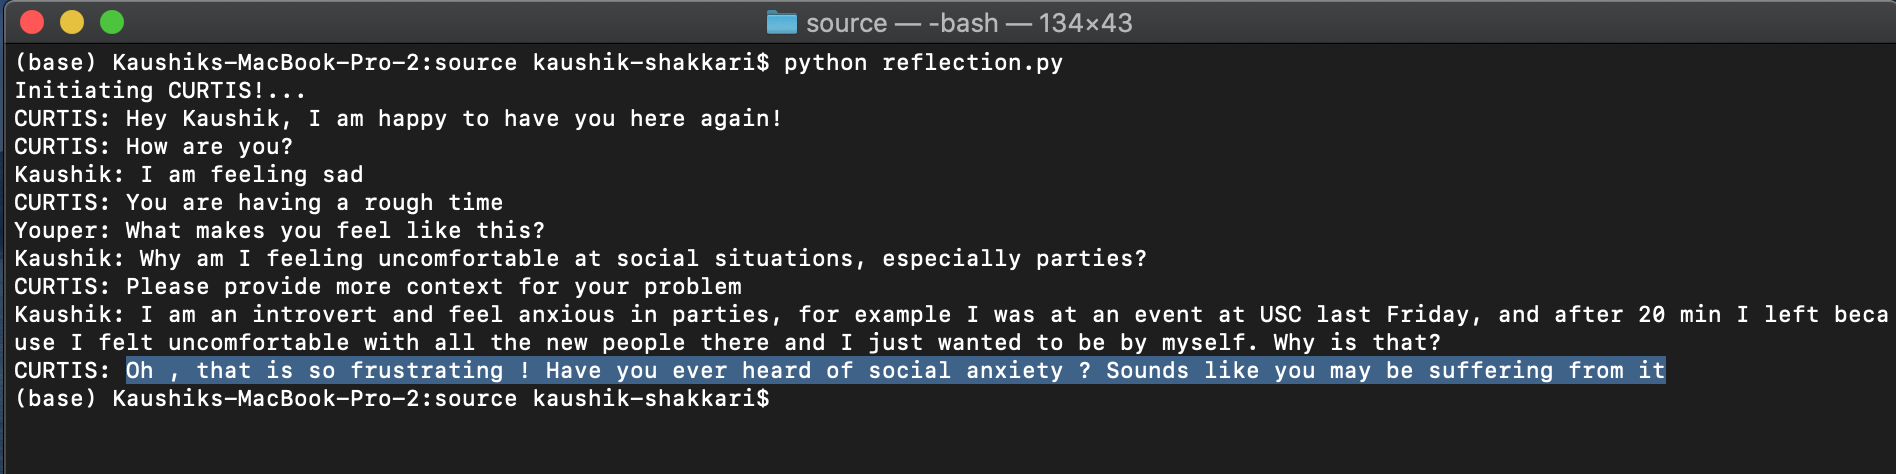 source — -bash — 134×43
(base) Kaushiks-MacBook-Pro-2:source kaushik-shakkari$ python reflection.py
Initiating CURTIS!...
CURTIS: Hey Kaushik, I am happy to have you here again!
CURTIS: How are you?
Kaushik: I am feeling sad
CURTIS: You are having a rough time
Youper: What makes you feel like this?
Kaushik: Why am I feeling uncomfortable at social situations, especially parties?
CURTIS: Please provide more context for your problem
Kaushik: I am an introvert and feel anxious in parties, for example I was at an event at USC last Friday, and after 20 min I left beca
use I felt uncomfortable with all the new people there and I just wanted to be by myself. Why is that?
CURTIS: Oh , that is so frustrating ! Have you ever heard of social anxiety ? Sounds like you may be suffering from it
(base) Kaushiks-MacBook-Pro-2:source kaushik-shakkari$